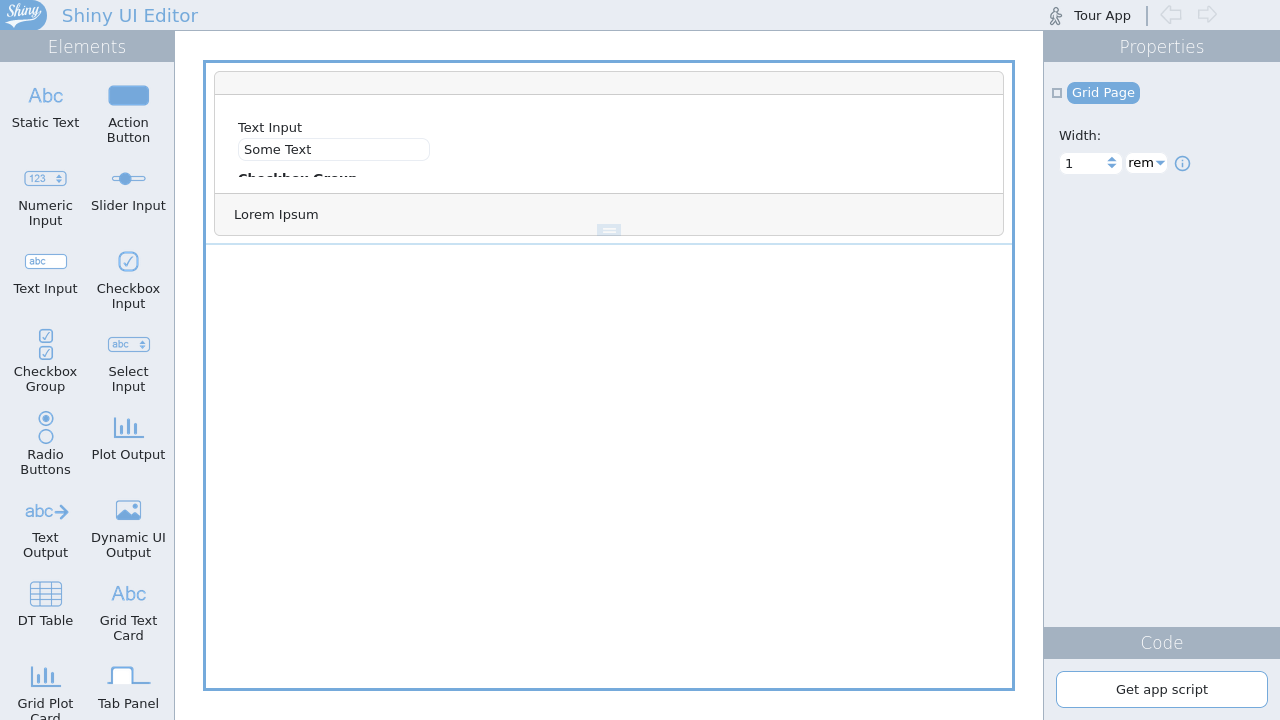 Shiny
Shiny UI Editor
Tour App
Elements
Properties
Abc
Static Text
Action
Button
123
Numeric
Input
Slider Input
abc
Text Input
Checkbox
Input
Checkbox
Group
abc
Select
Input
Radio
Buttons
Plot Output
abc
Text
Output
Dynamic UI
Output
DT Table
Abc
Grid Text
Card
Grid Plot
Card
Tab Panel
Text Input
Some Text
Checkbox Group
Lorem Ipsum
Grid Page
Width:
1
rem
Code
Get app script